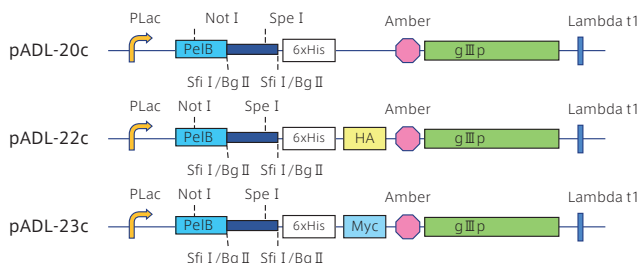 PLac Not I Spe I Amber Lambda t1
pADL-20c PelB 6xHis gⅢp
Sfi I/Bg Ⅱ Sfi I/Bg Ⅱ
PLac Not I Spe I Amber Lambda t1
pADL-22c PelB 6xHis HA gⅢp
Sfi I/Bg Ⅱ Sfi I/Bg Ⅱ
PLac Not I Spe I Amber Lambda t1
pADL-23c PelB 6xHis Myc gⅢp
Sfi I/Bg Ⅱ Sfi I/Bg Ⅱ